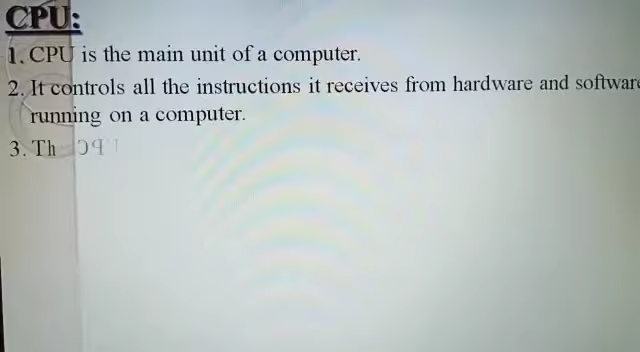 CPU:
1. CPU is the main unit of a computer.
2. It controls all the instructions it receives from hardware and software
running on a computer.
3. Th